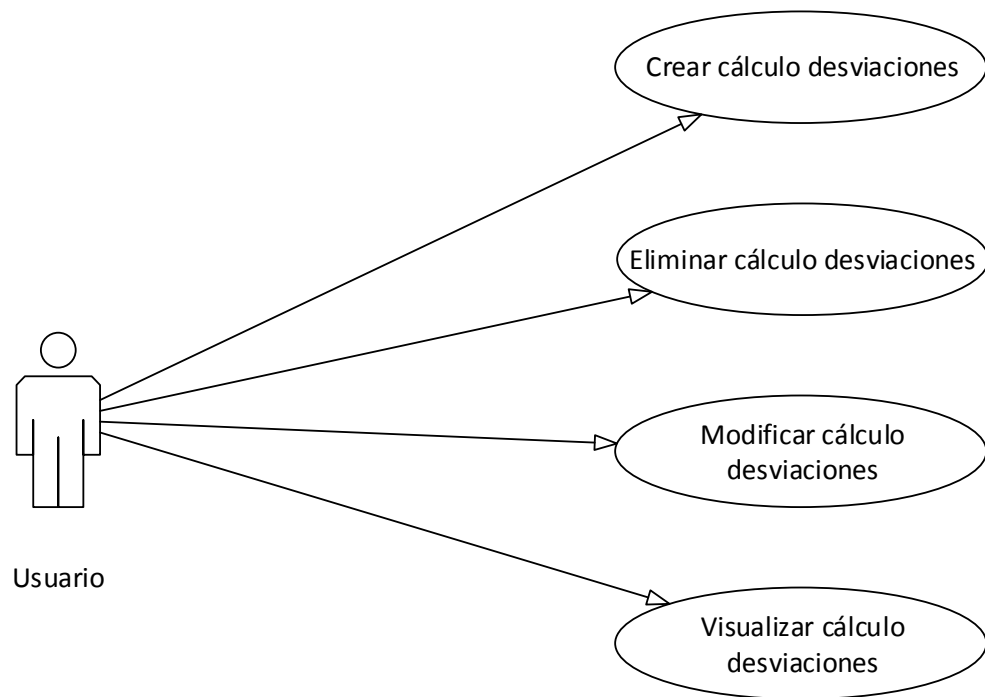 Crear cálculo desviaciones
Eliminar cálculo desviaciones
Modificar cálculo
desviaciones
Usuario
Visualizar cálculo
desviaciones